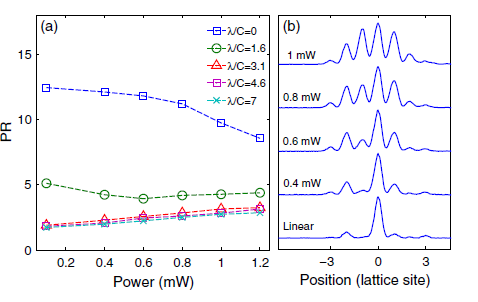 (a)
λ/C=0
λ/C=1.6
λ/C=3.1
λ/C=4.6
λ/C=7
15
10
5
0
PR
0.2 0.4 0.6 0.8 1 1.2
Power (mW)
(b)
1 mW
0.8 mW
0.6 mW
0.4 mW
Linear
−3 0 3
Position (lattice site)